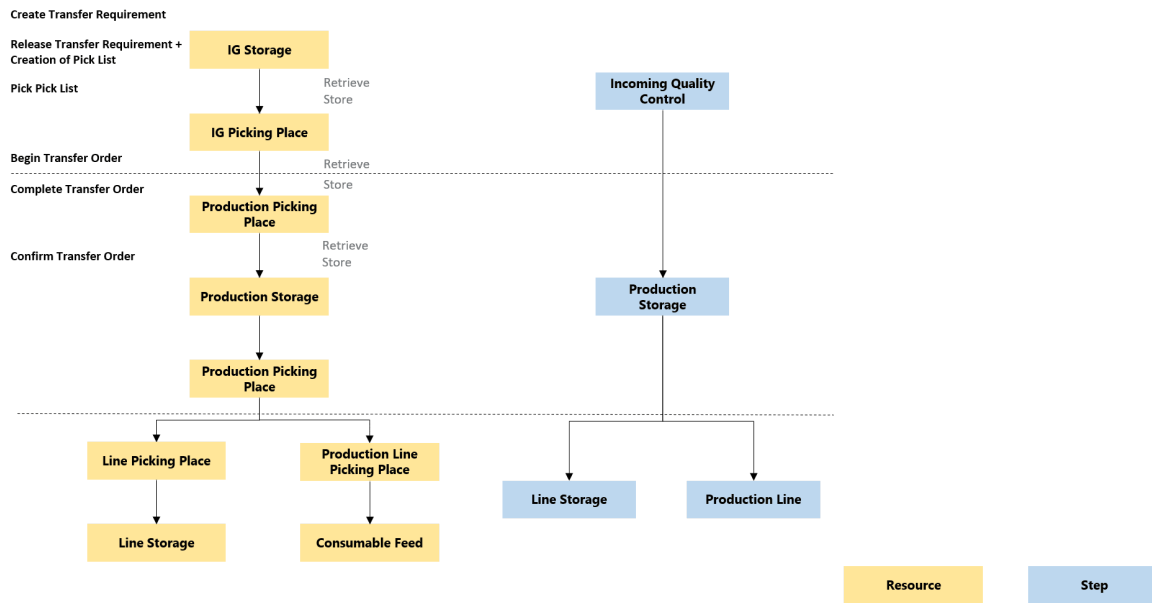 Create Transfer Requirement
Release Transfer Requirement +
Creation of Pick List
IG Storage
Pick Pick List
Retrieve
Store
Incoming Quality
Control
IG Picking Place
Begin Transfer Order
Retrieve
Complete Transfer Order
Store
Production Picking
Place
Confirm Transfer Order
Retrieve
Store
Production Storage
Production
Storage
Production Picking
Place
Line Picking Place
Production Line
Picking Place
Line Storage
Production Line
Line Storage
Consumable Feed
Resource
Step